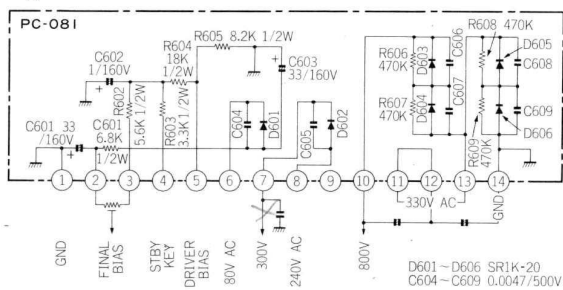 PC-081
R605 8.2K 1/2W
R604
18K
1/2W
C602
1/160V
C603
33/160V
R602
5.6K 1/2W
R603
3.3K 1/2W
C601 33
/160V
C601
6.8K
1/2W
C604
D601
C605
D602
R606
470K
D603
C606
R607
470K
D604
C607
R608
470K
D605
C608
C609
D606
R609
470K
1
2
3
4
5
6
7
8
9
10
11
12
13
14
330V AC
GND
FINAL
BIAS
STBY
KEY
DRIVER
BIAS
80V AC
300V
240V AC
800V
GND
D601~D606 SR1K-20
C604~C609 0.0047/500V